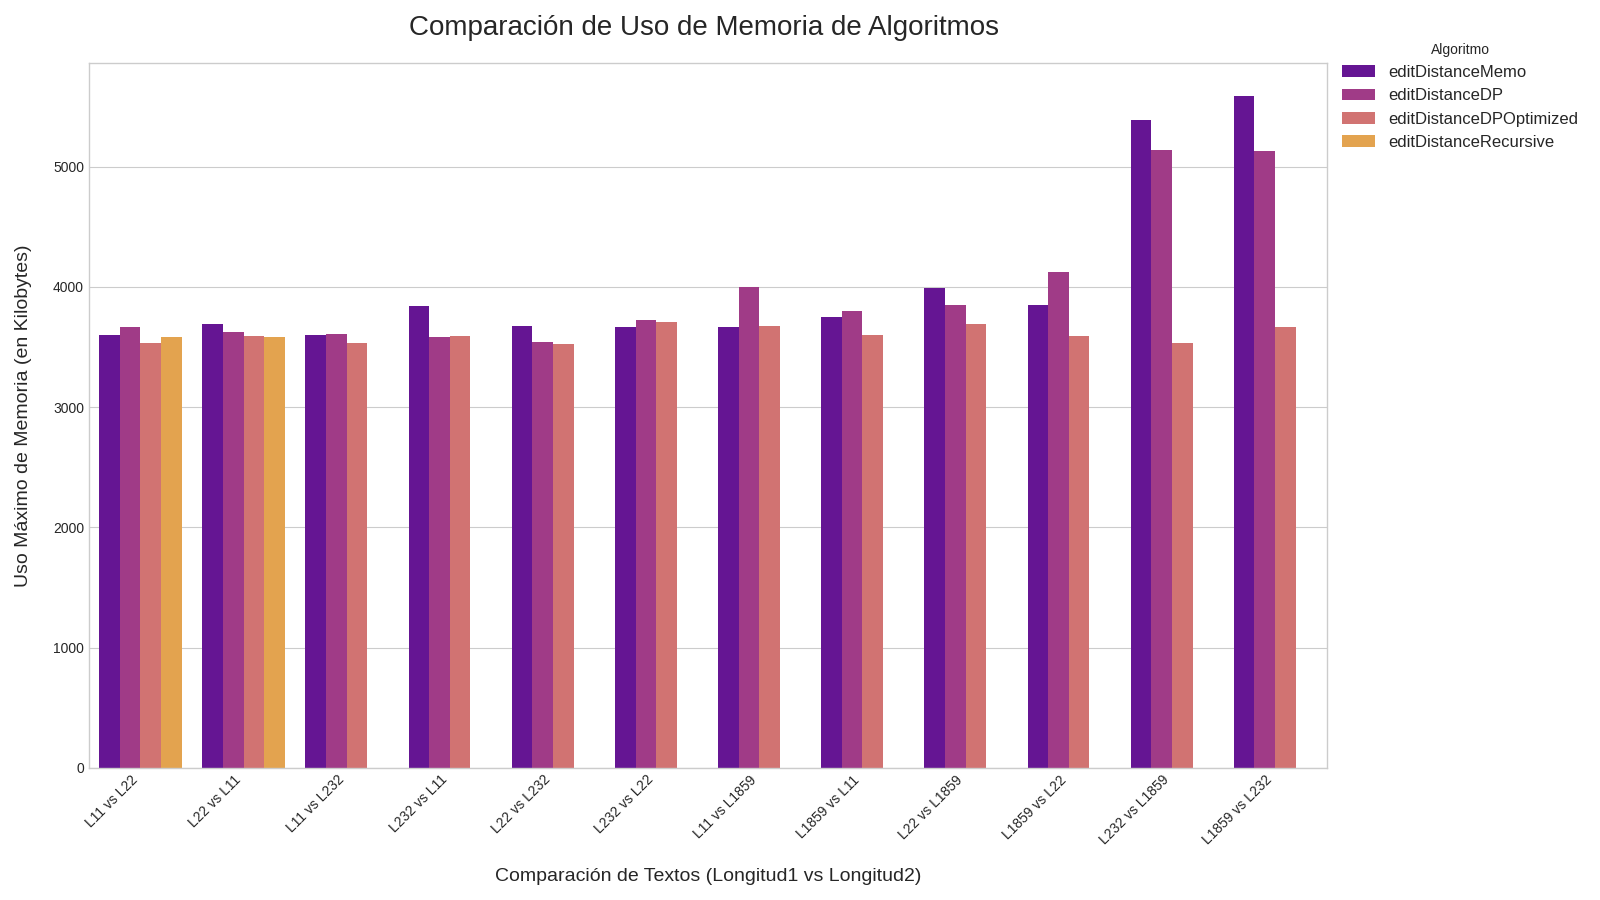 Comparación de Uso de Memoria de Algoritmos
Algoritmo
editDistanceMemo
editDistanceDP
editDistanceDPOptimized
editDistanceRecursive
Uso Máximo de Memoria (en Kilobytes)
5000
4000
3000
2000
1000
0
L11 vs L22
L22 vs L11
L11 vs L232
L232 vs L11
L22 vs L232
L232 vs L22
L11 vs L1859
L1859 vs L11
L22 vs L1859
L1859 vs L22
L232 vs L1859
L1859 vs L232
Comparación de Textos (Longitud1 vs Longitud2)